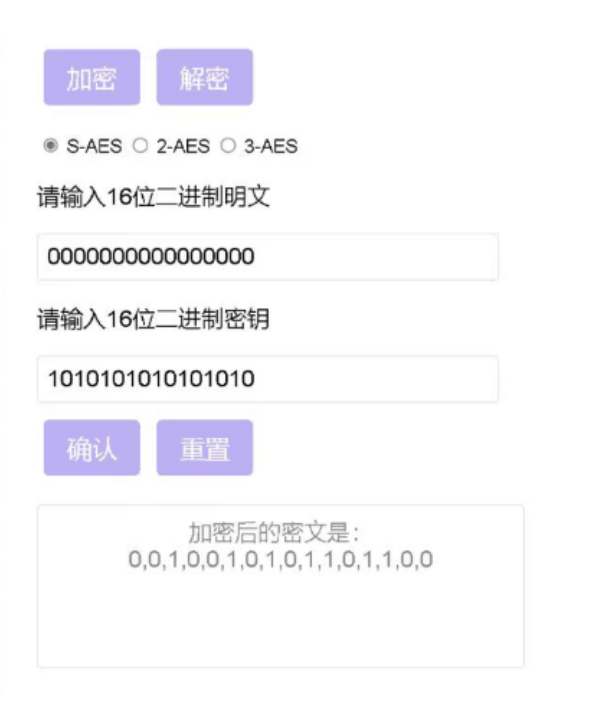 加密 解密
S-AES 2-AES 3-AES
请输入16位二进制明文
0000000000000000
请输入16位二进制密钥
1010101010101010
确认 重置
加密后的密文是：
0,0,1,0,0,1,0,1,0,1,1,0,1,1,0,0